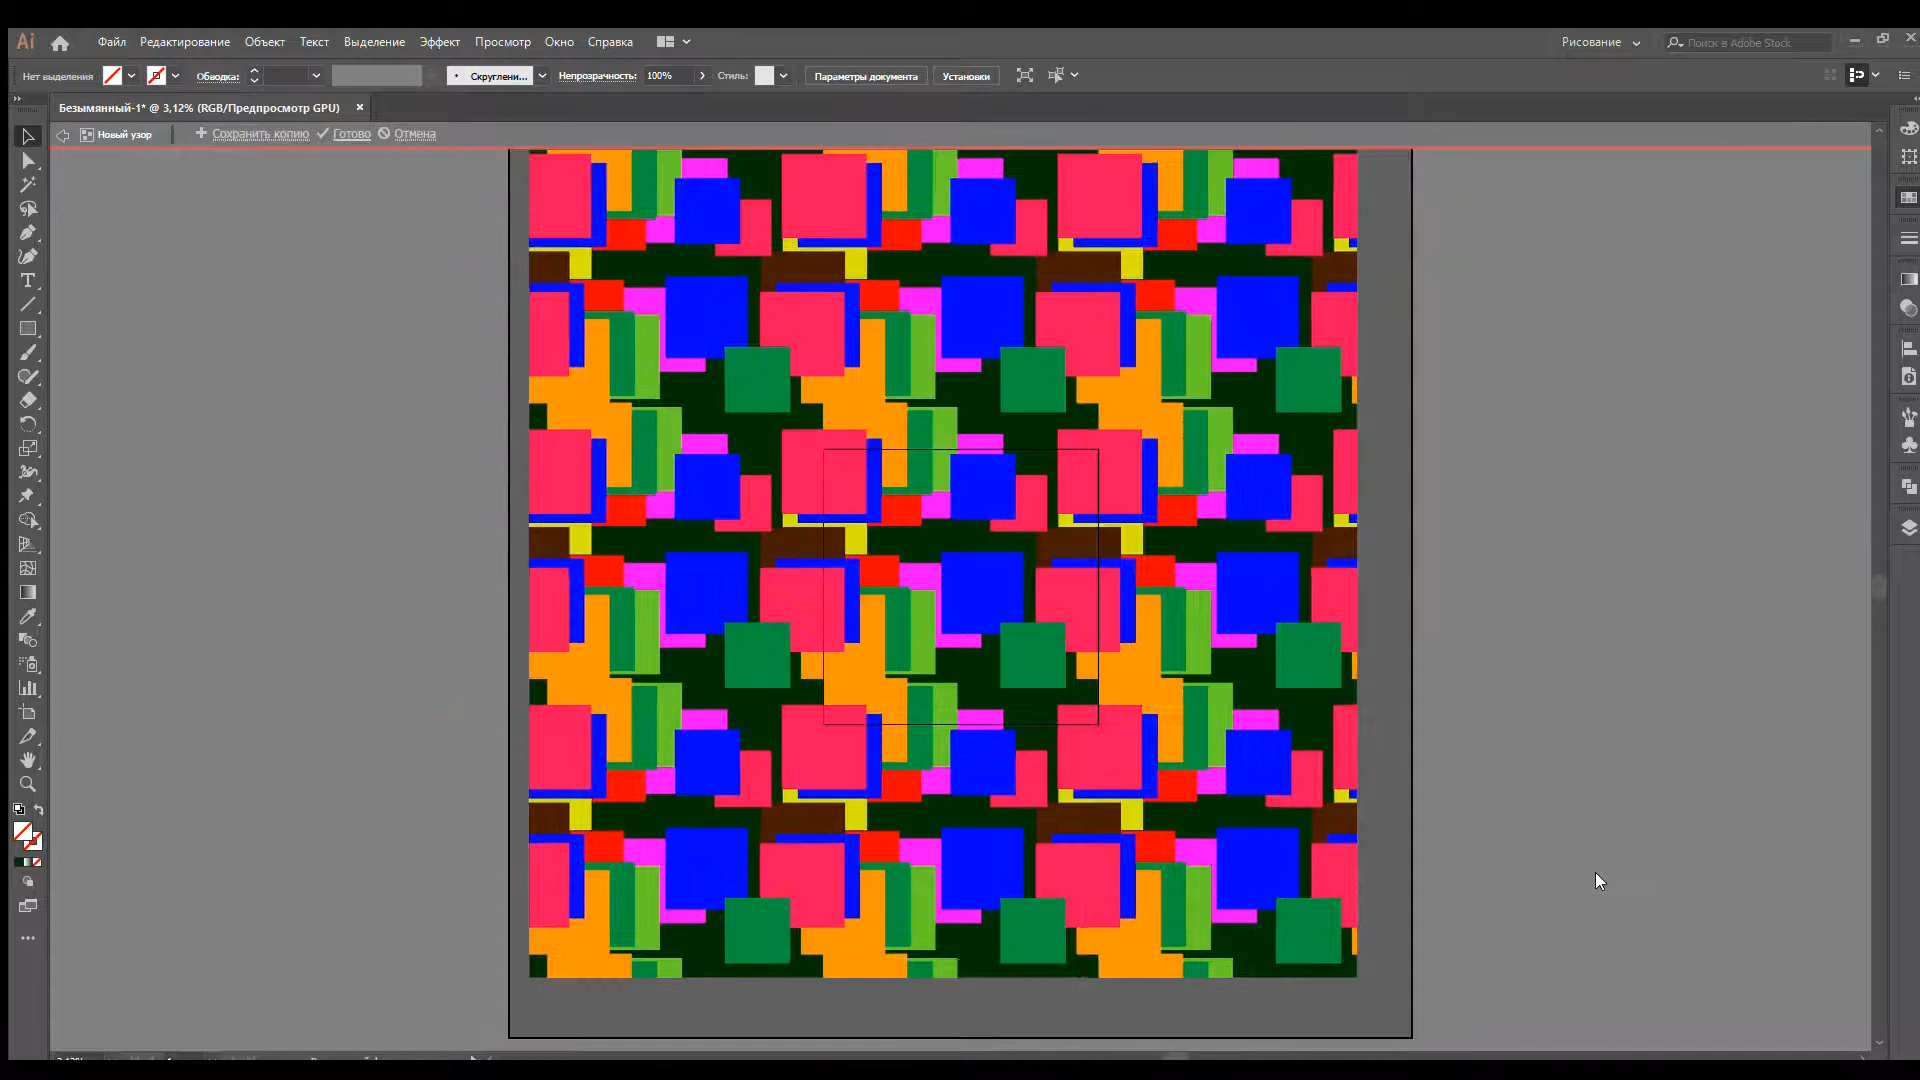 Ai Файл Редактирование Объект Текст Выделение Эффект Просмотр Окно Справка Рисование Поиск в Adobe Stock
Нет выделения Обводка: Скруглени... Непрозрачность: 100% Стиль: Параметры документа Установки
Безымянный-1* @ 3,12% (RGB/Предпросмотр GPU)
Новый узор Сохранить копию Готово Отмена